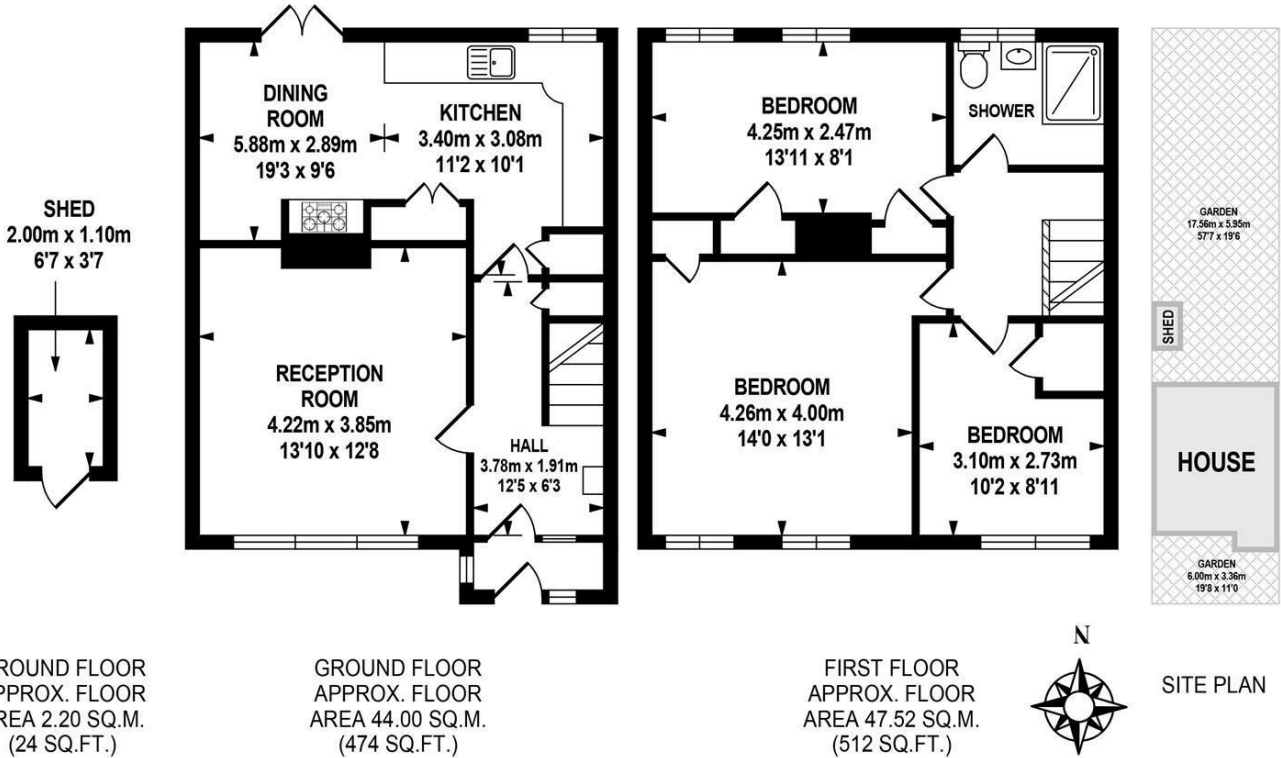 DINING
ROOM
5.88m x 2.89m
19'3 x 9'6
KITCHEN
3.40m x 3.08m
11'2 x 10'1
SHED
2.00m x 1.10m
6'7 x 3'7
RECEPTION
ROOM
4.22m x 3.85m
13'10 x 12'8
HALL
3.78m x 1.91m
12'5 x 6'3
BEDROOM
4.25m x 2.47m
13'11 x 8'1
SHOWER
BEDROOM
4.26m x 4.00m
14'0 x 13'1
BEDROOM
3.10m x 2.73m
10'2 x 8'11
GARDEN
17.56m x 5.95m
57'7 x 19'6
SHED
HOUSE
GARDEN
6.00m x 3.36m
19'8 x 11'0
ROUND FLOOR
PPROX. FLOOR
REA 2.20 SQ.M.
(24 SQ.FT.)
GROUND FLOOR
APPROX. FLOOR
AREA 44.00 SQ.M.
(474 SQ.FT.)
FIRST FLOOR
APPROX. FLOOR
AREA 47.52 SQ.M.
(512 SQ.FT.)
N
SITE PLAN